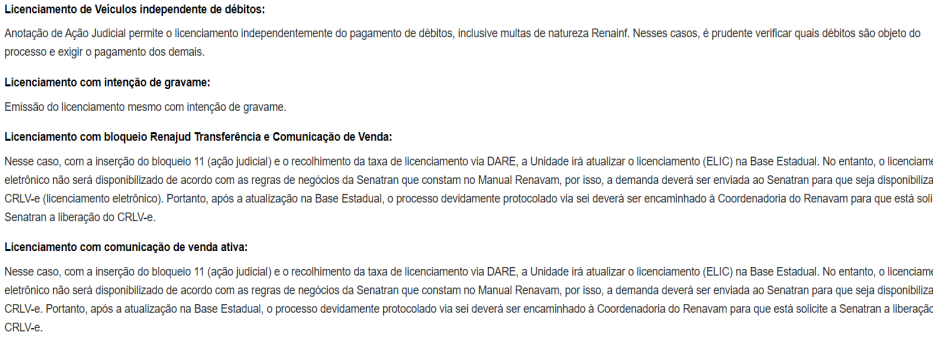 Licenciamento de Veículos independente de débitos:
Anotação de Ação Judicial permite o licenciamento independentemente do pagamento de débitos, inclusive multas de natureza Renainf. Nesses casos, é prudente verificar quais débitos são objeto do
processo e exigir o pagamento dos demais.
Licenciamento com intenção de gravame:
Emissão do licenciamento mesmo com intenção de gravame.
Licenciamento com bloqueio Renajud Transferência e Comunicação de Venda:
Nesse caso, com a inserção do bloqueio 11 (ação judicial) e o recolhimento da taxa de licenciamento via DARE, a Unidade irá atualizar o licenciamento (ELIC) na Base Estadual. No entanto, o licenciame
eletrônico não será disponibilizado de acordo com as regras de negócios da Senatran que constam no Manual Renavam, por isso, a demanda deverá ser enviada ao Senatran para que seja disponibiliza
CRLV-e (licenciamento eletrônico). Portanto, após a atualização na Base Estadual, o processo devidamente protocolado via sei deverá ser encaminhado à Coordenadoria do Renavam para que está soli
Senatran a liberação do CRLV-e.
Licenciamento com comunicação de venda ativa:
Nesse caso, com a inserção do bloqueio 11 (ação judicial) e o recolhimento da taxa de licenciamento via DARE, a Unidade irá atualizar o licenciamento (ELIC) na Base Estadual. No entanto, o licenciame
eletrônico não será disponibilizado de acordo com as regras de negócios da Senatran que constam no Manual Renavam, por isso, a demanda deverá ser enviada ao Senatran para que seja disponibiliza
CRLV-e. Portanto, após a atualização na Base Estadual, o processo devidamente protocolado via sei deverá ser encaminhado à Coordenadoria do Renavam para que está solicite a Senatran a liberação
CRLV-e.